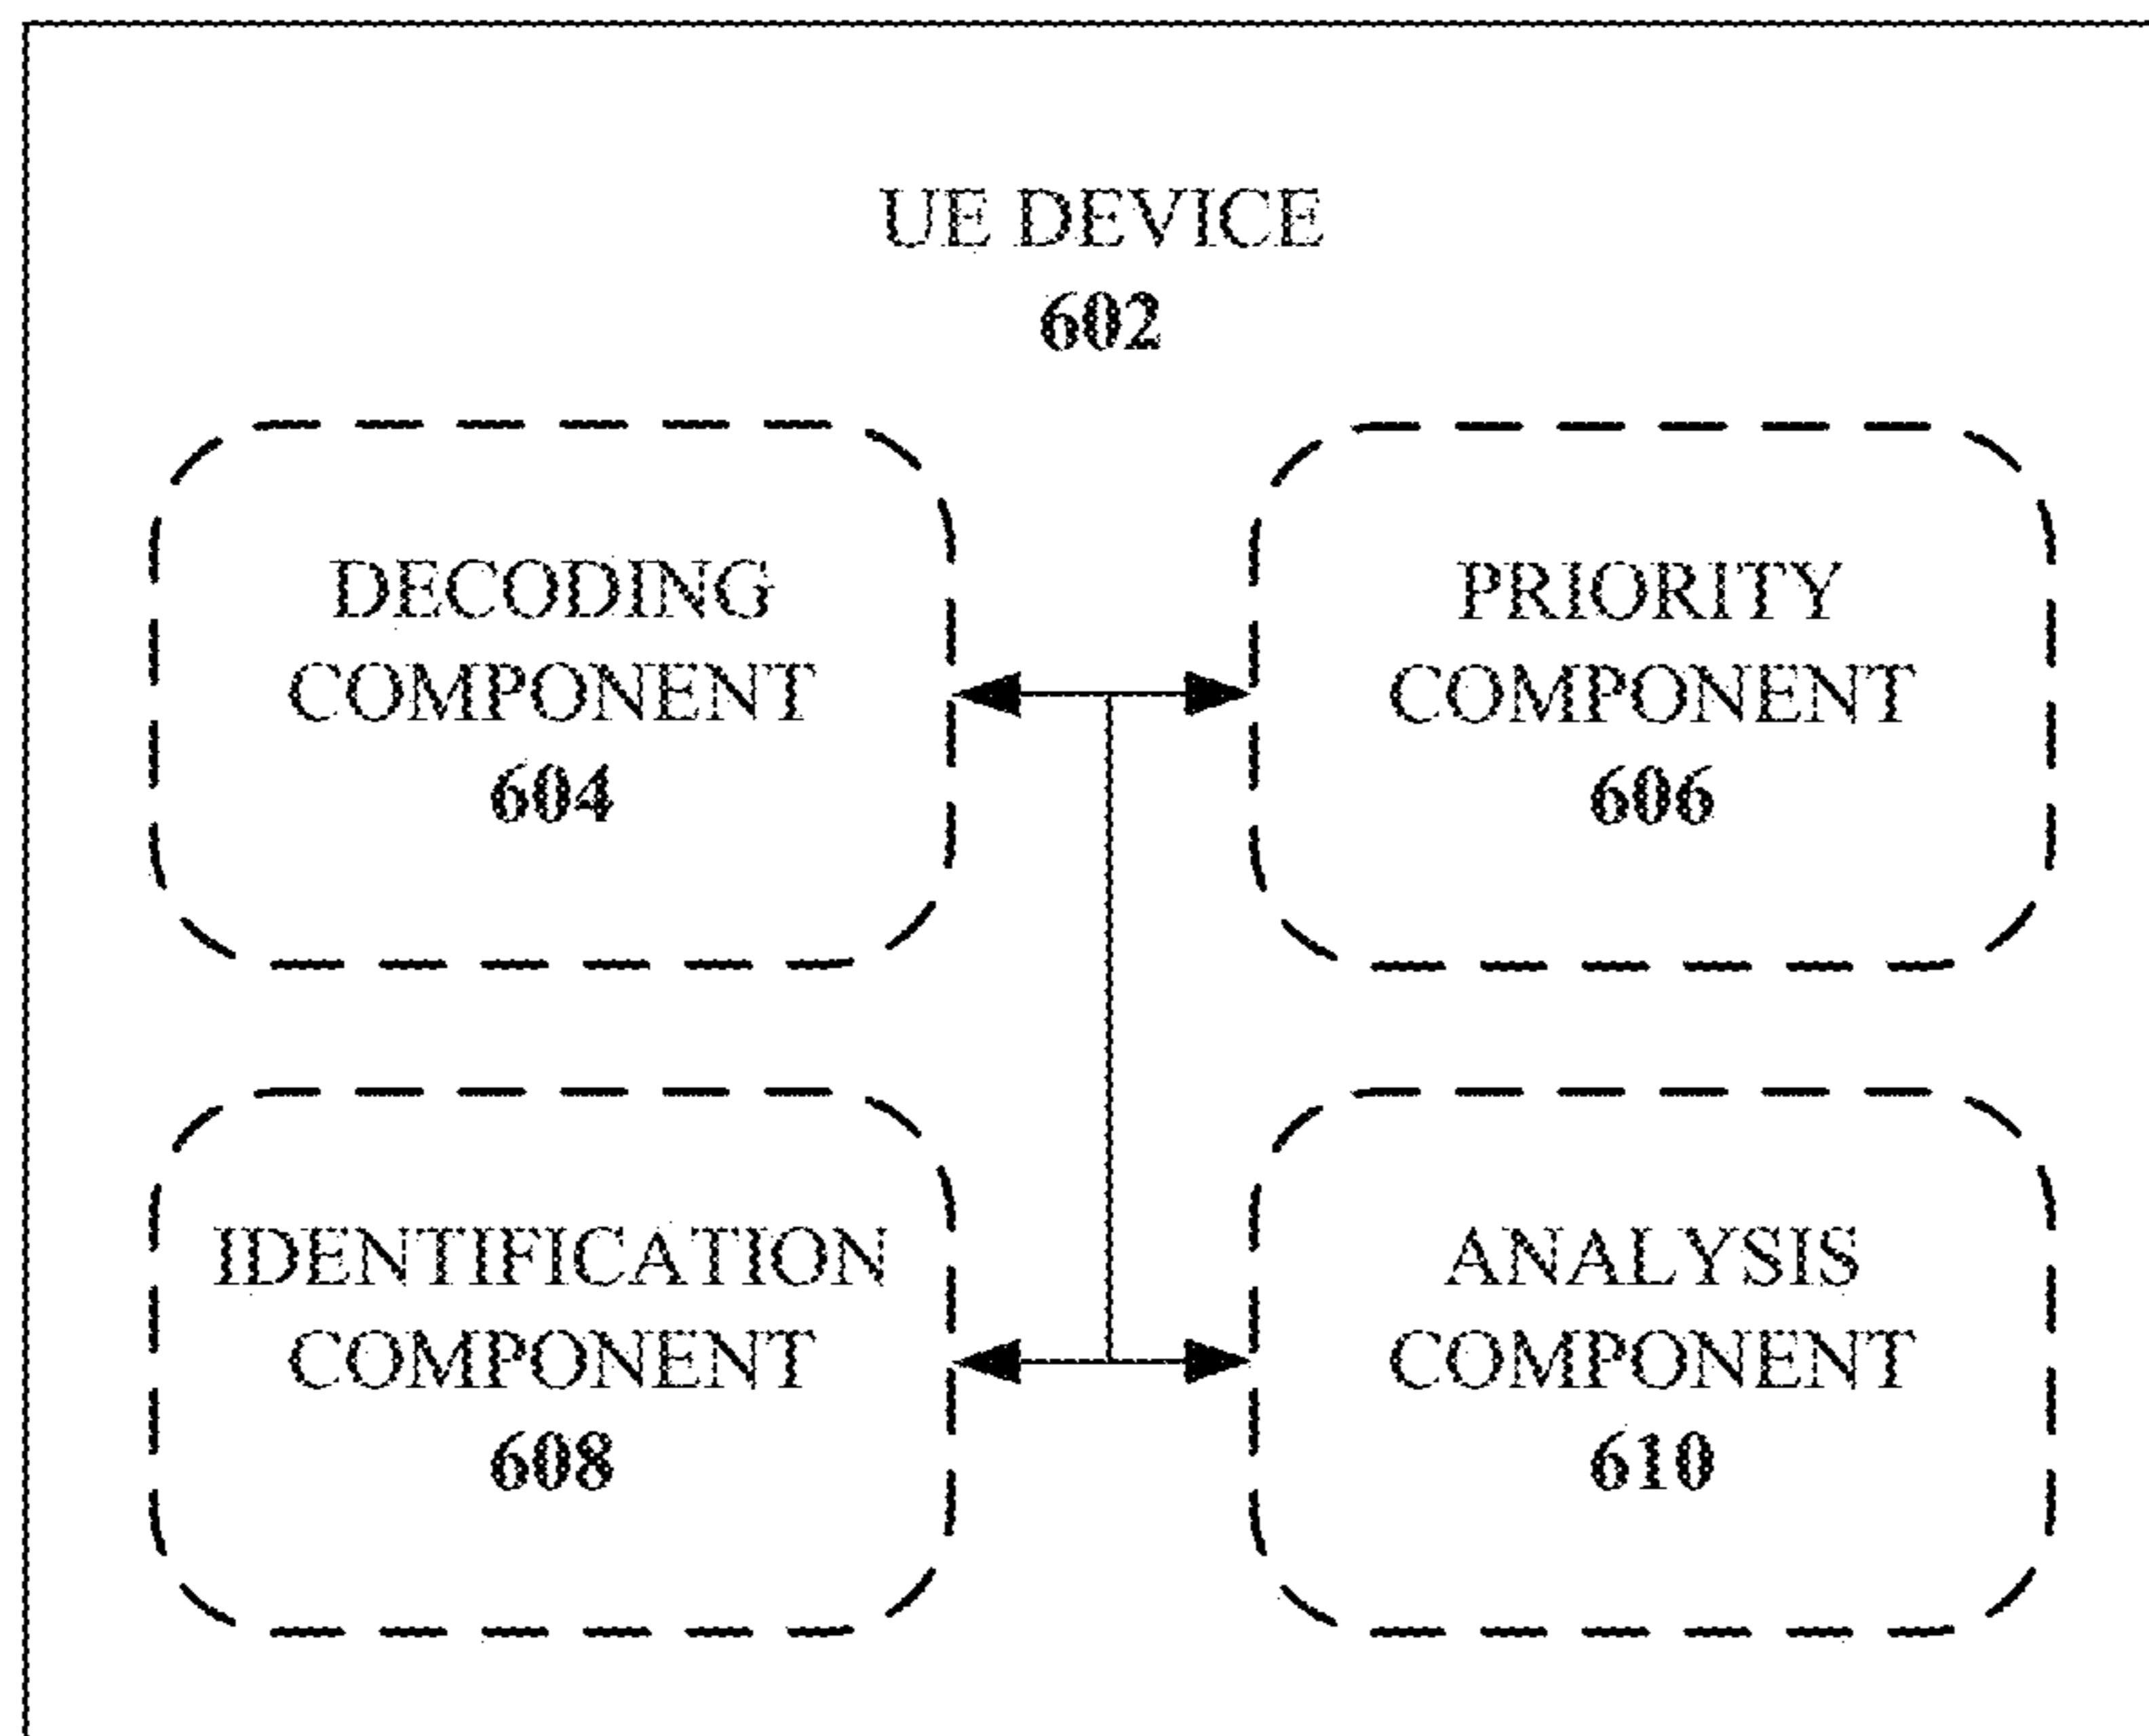 UE DEVICE
602
DECODING
COMPONENT
604
PRIORITY
COMPONENT
606
IDENTIFICATION
COMPONENT
608
ANALYSIS
COMPONENT
610